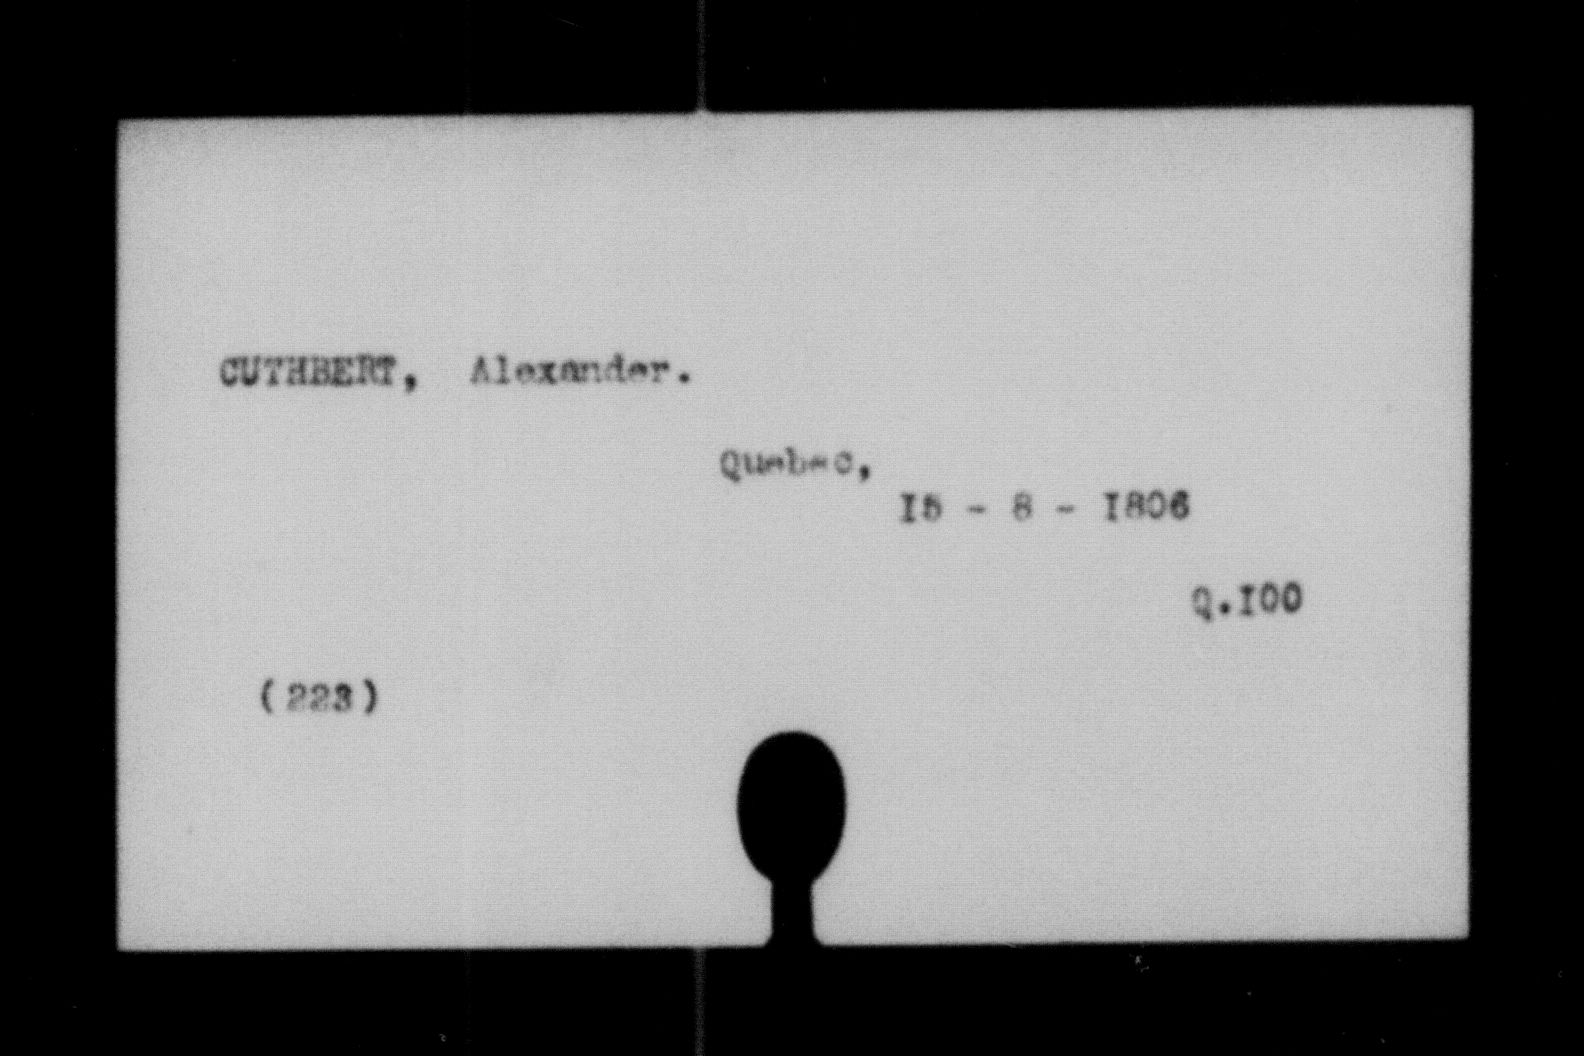 CUTHBERT, Alexander.
Quebec,
I5 - 8 - I806
Q.I00
(223)